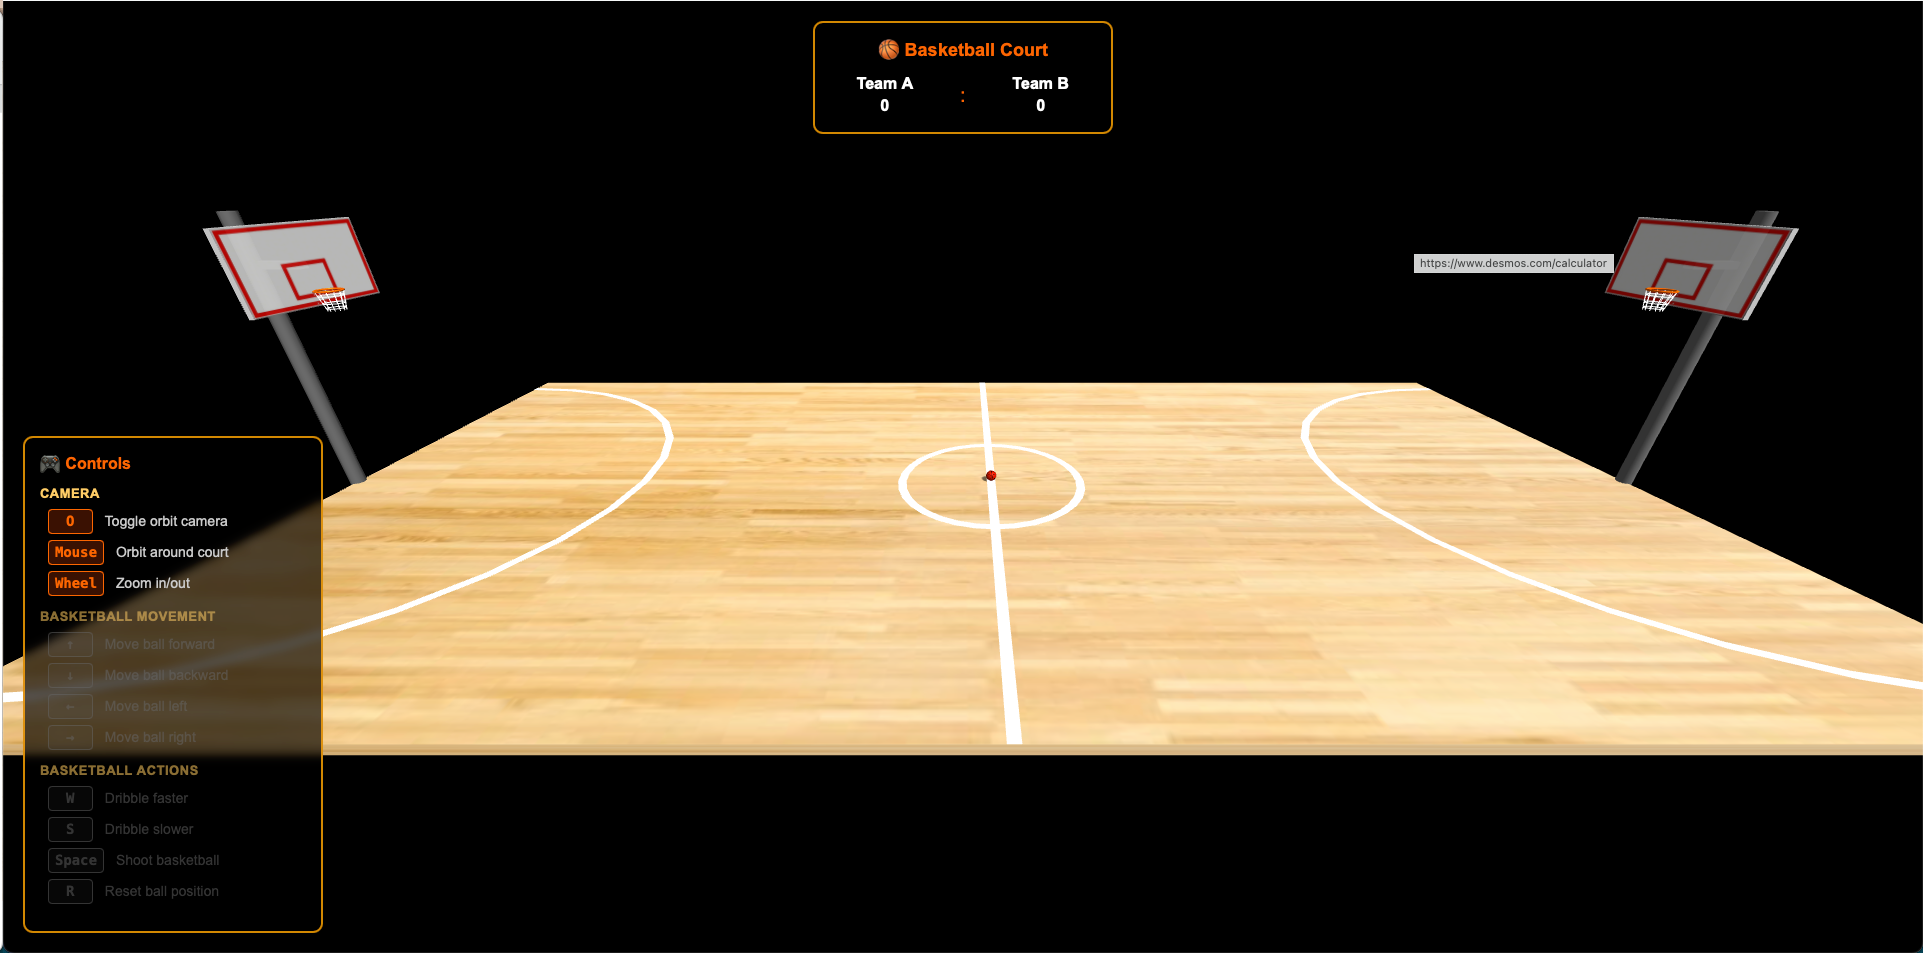 🏀 Basketball Court
Team A : Team B
0 0
https://www.desmos.com/calculator
🎮 Controls
CAMERA
O Toggle orbit camera
Mouse Orbit around court
Wheel Zoom in/out
BASKETBALL MOVEMENT
↑ Move ball forward
↓ Move ball backward
← Move ball left
→ Move ball right
BASKETBALL ACTIONS
W Dribble faster
S Dribble slower
Space Shoot basketball
R Reset ball position